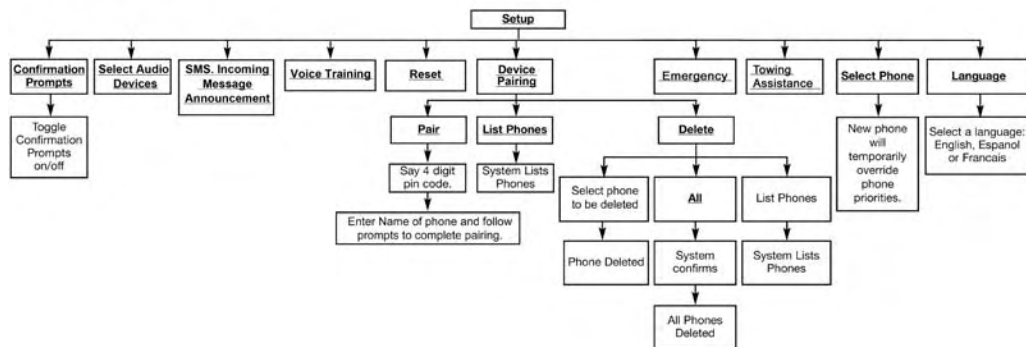 Setup
Confirmation
Prompts
Select Audio
Devices
SMS. Incoming
Message
Announcement
Voice Training
Reset
Device
Pairing
Emergency
Towing
Assistance
Select Phone
Language
Toggle
Confirmation
Prompts
on/off
Pair
List Phones
Delete
New phone
will
temporarily
override
phone
priorities.
Select a language:
English, Espanol
or Francais
Say 4 digit
pin code.
System Lists
Phones
Select phone
to be deleted
All
List Phones
Enter Name of phone and follow
prompts to complete pairing.
Phone Deleted
System
confirms
System Lists
Phones
All Phones
Deleted